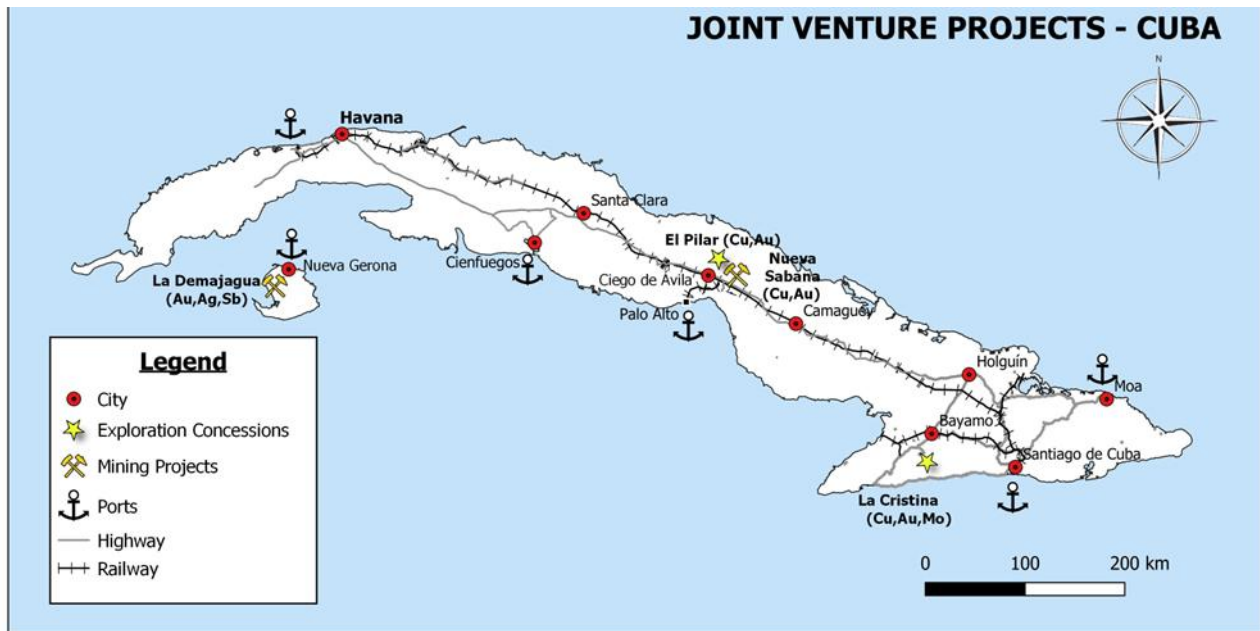 JOINT VENTURE PROJECTS - CUBA
N
Havana
Santa Clara
El Pilar (Cu,Au)
Nueva
Sabana
(Cu,Au)
Cienfuegos
Nueva Gerona
La Demajagua
(Au,Ag,Sb)
Ciego de Ávila
Palo Alto
Camaguey
Holguín
Moa
Bayamo
Santiago de Cuba
La Cristina
(Cu,Au,Mo)
Legend
City
Exploration Concessions
Mining Projects
Ports
Highway
Railway
0 100 200 km